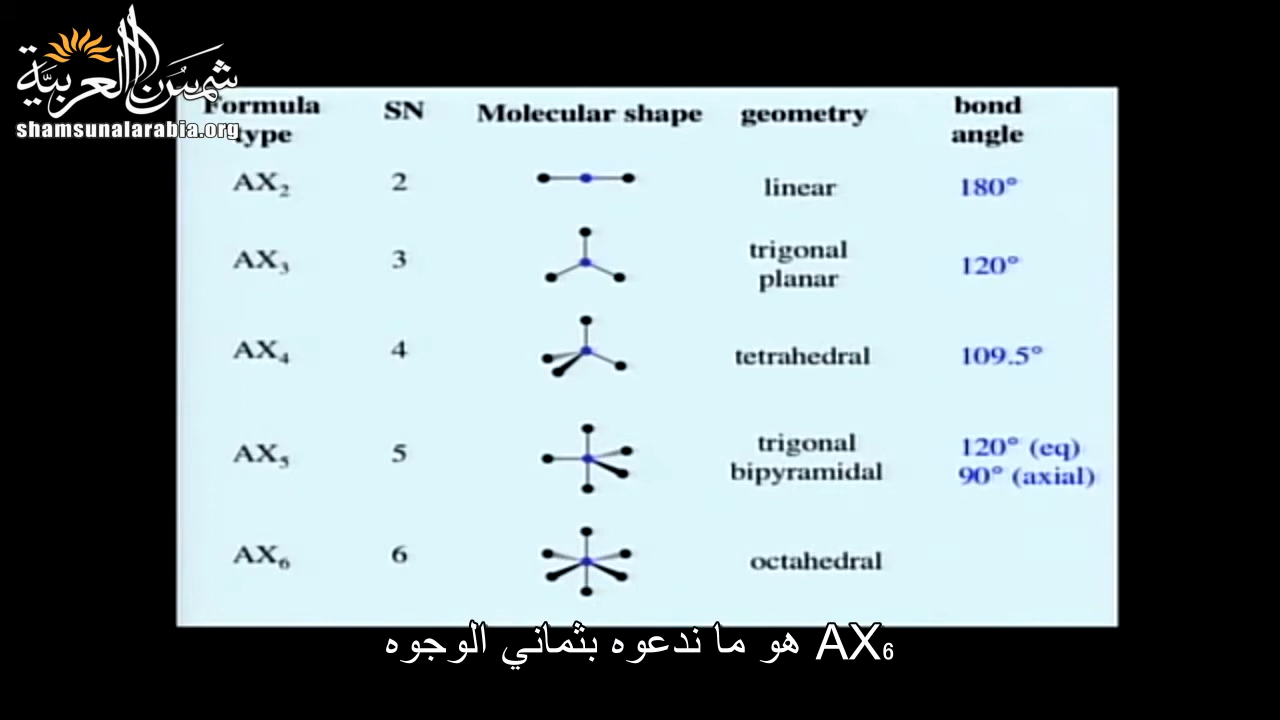 شمس العربية
shamsunalarabia.org
Formula type
SN
Molecular shape
geometry
bond angle
AX₂ 2 linear 180°
AX₃ 3 trigonal planar 120°
AX₄ 4 tetrahedral 109.5°
AX₅ 5 trigonal bipyramidal 120° (eq) 90° (axial)
AX₆ 6 octahedral
AX₆ هو ما ندعوه بثماني الوجوه